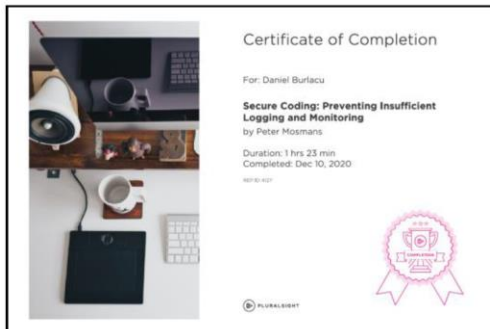 Certificate of Completion
For: Daniel Burlacu
Secure Coding: Preventing Insufficient
Logging and Monitoring
by Peter Mosmans
Duration: 1 hrs 23 min
Completed: Dec 10, 2020
COMPLETION
PLURALSIGHT